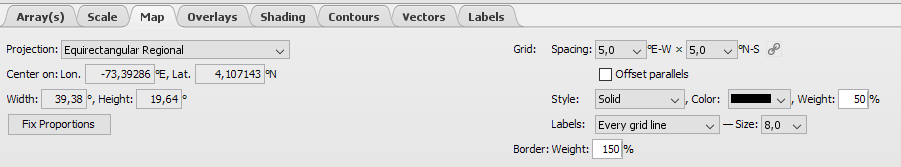 Array(s) Scale Map Overlays Shading Contours Vectors Labels
Projection: Equirectangular Regional
Center on: Lon. -73,39286 °E, Lat. 4,107143 °N
Width: 39,38 °, Height: 19,64 °
Fix Proportions
Grid: Spacing: 5,0 °E-W × 5,0 °N-S
Offset parallels
Style: Solid , Color: , Weight: 50 %
Labels: Every grid line — Size: 8,0
Border: Weight: 150 %